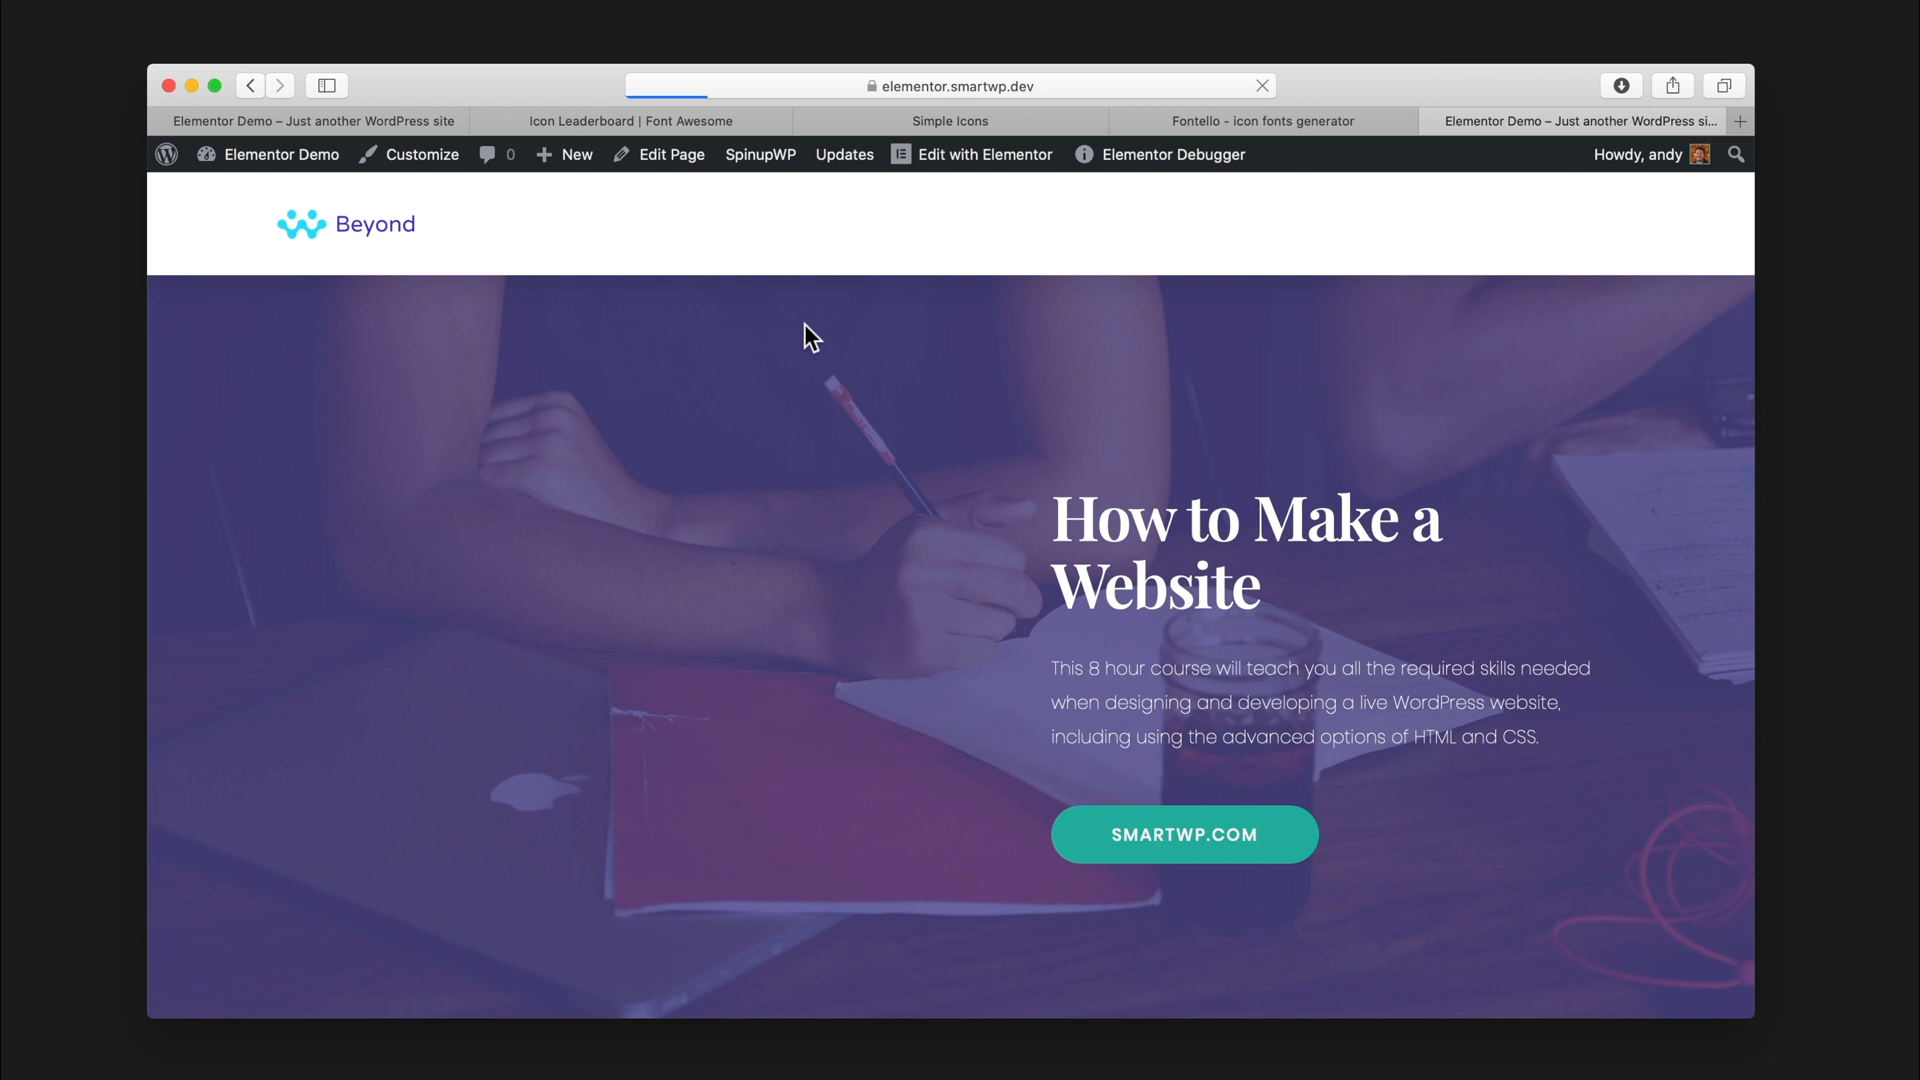 elementor.smartwp.dev
Elementor Demo – Just another WordPress site
Icon Leaderboard | Font Awesome
Simple Icons
Fontello - icon fonts generator
Elementor Demo – Just another WordPress si...
Elementor Demo
Customize
0
New
Edit Page
SpinupWP
Updates
Edit with Elementor
Elementor Debugger
Howdy, andy
Beyond
How to Make a
Website
This 8 hour course will teach you all the required skills needed
when designing and developing a live WordPress website,
including using the advanced options of HTML and CSS.
SMARTWP.COM